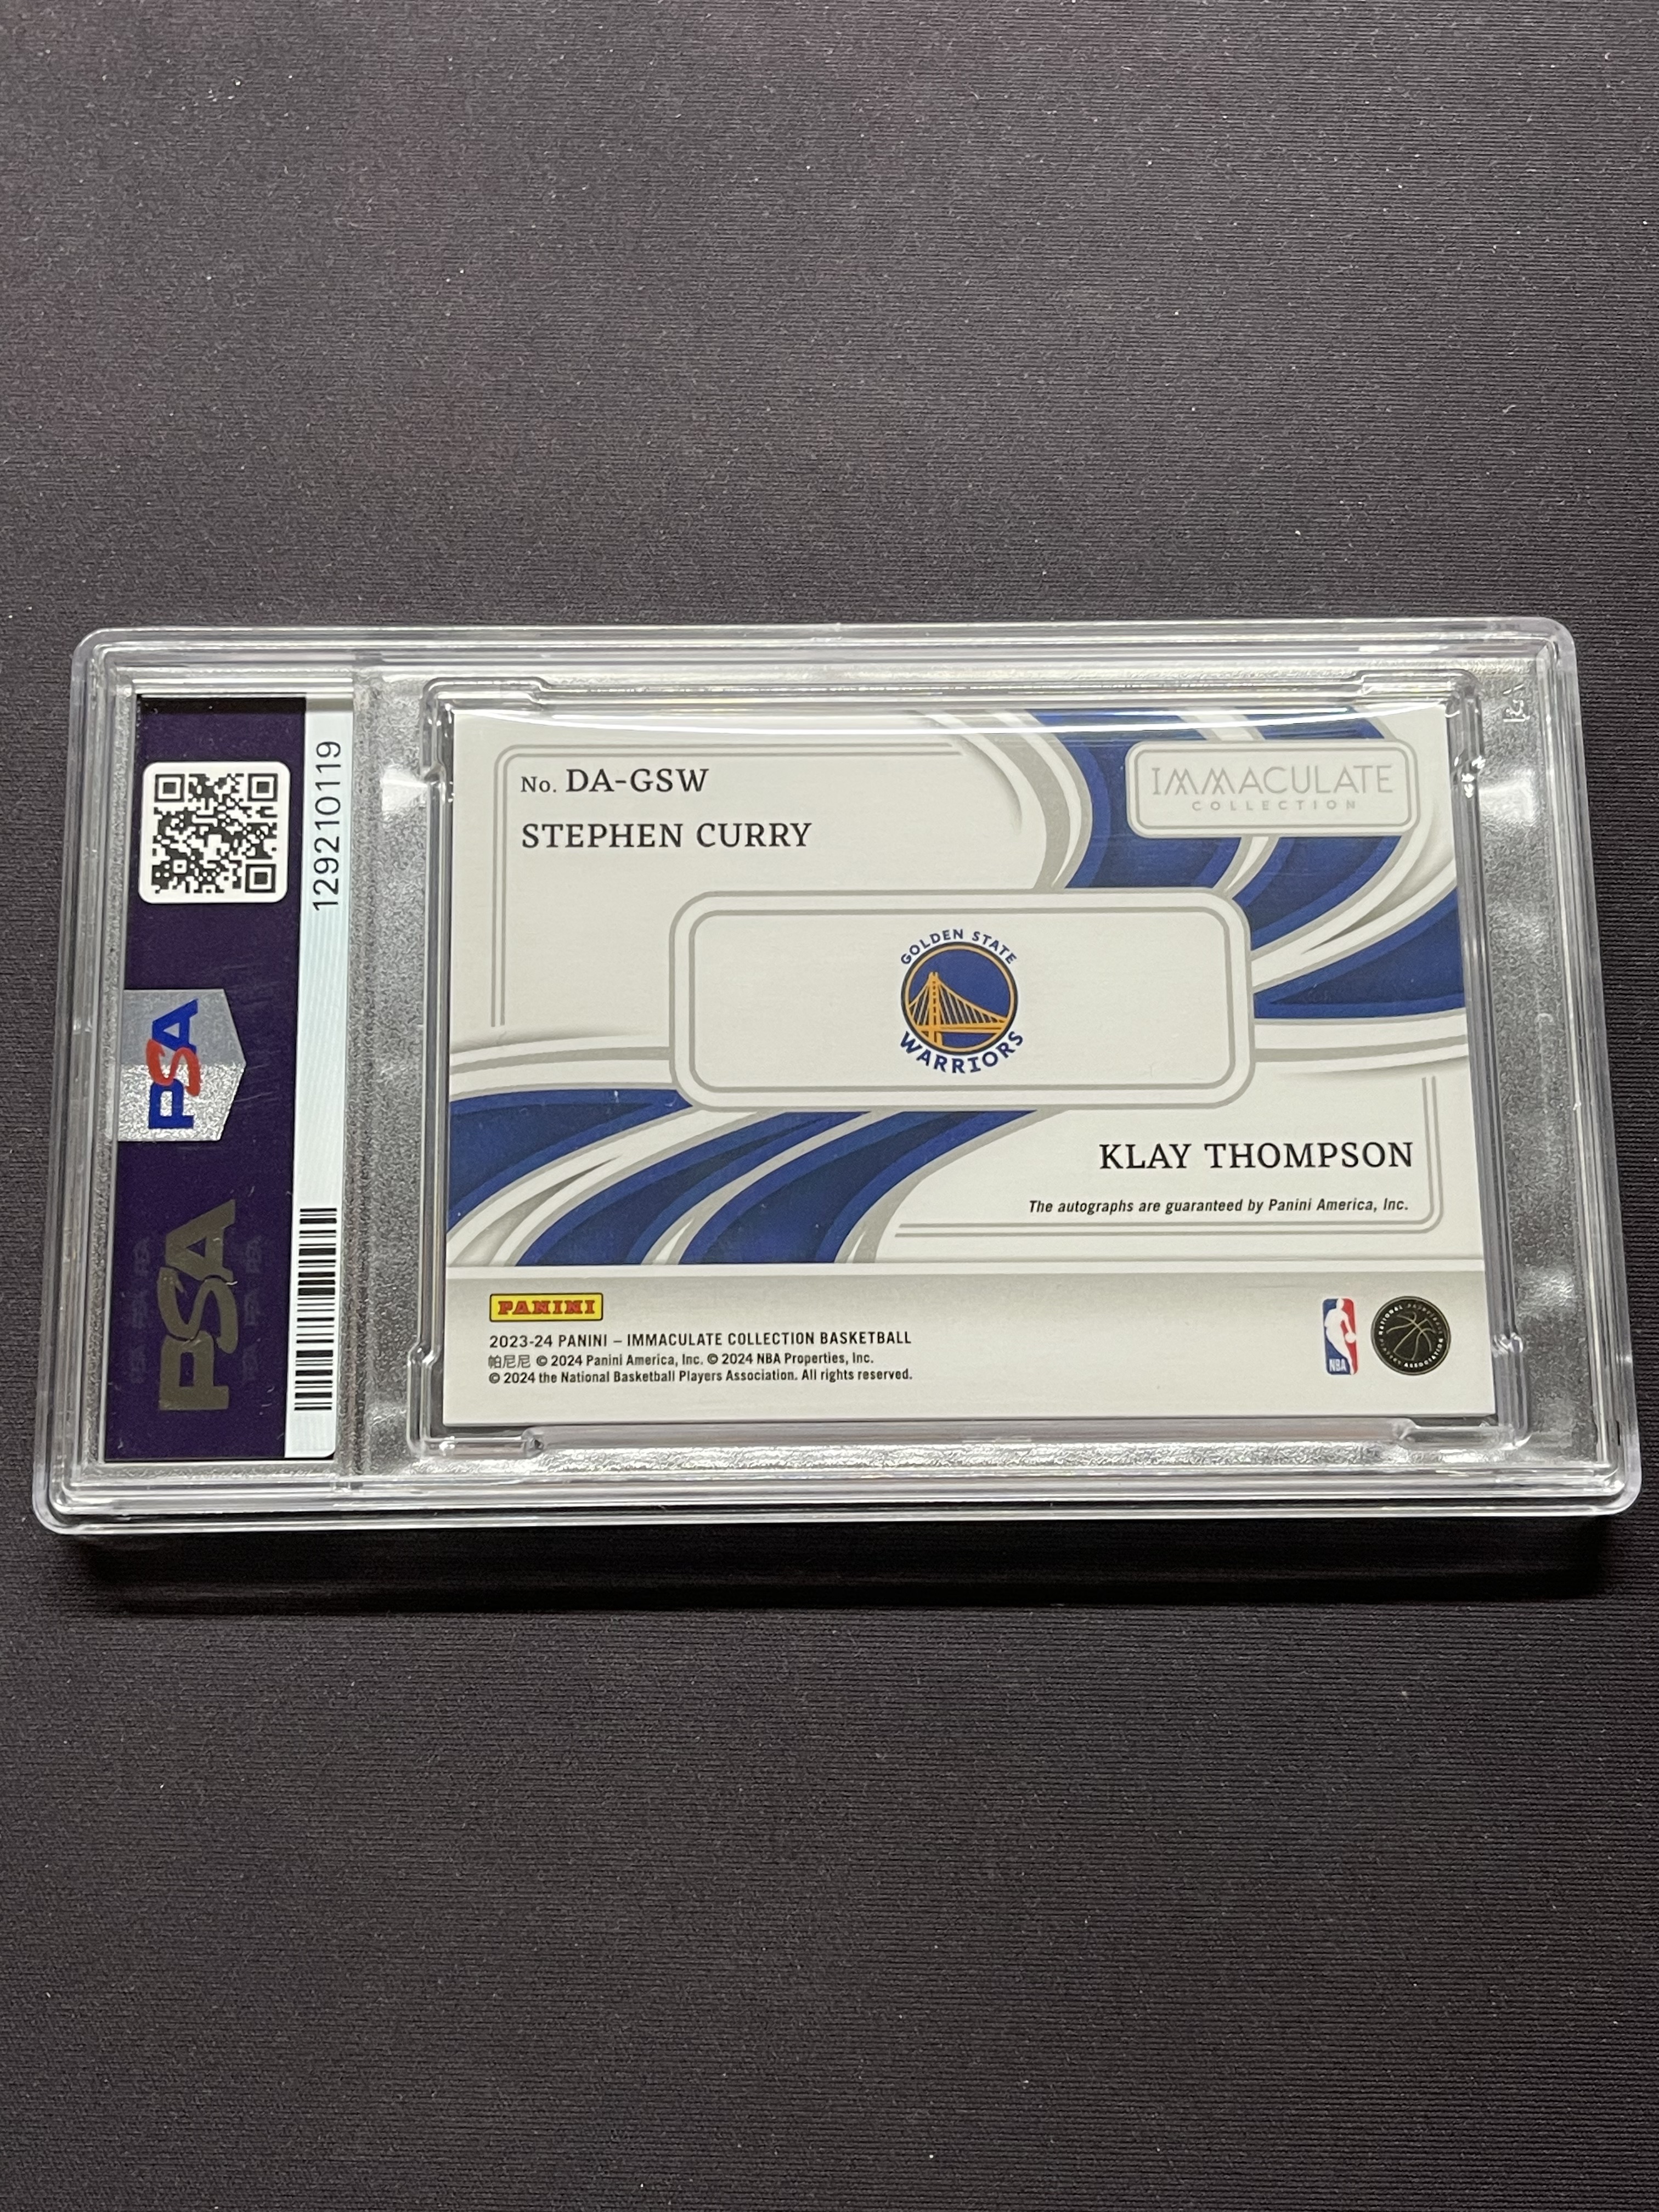 129210119
PSA
PSA
No. DA-GSW
STEPHEN CURRY
IMMACULATE
COLLECTION
GOLDEN STATE
WARRIORS
KLAY THOMPSON
The autographs are guaranteed by Panini America, Inc.
PANINI
2023-24 PANINI – IMMACULATE COLLECTION BASKETBALL
帕尼尼 © 2024 Panini America, Inc. © 2024 NBA Properties, Inc.
© 2024 the National Basketball Players Association. All rights reserved.
NBA